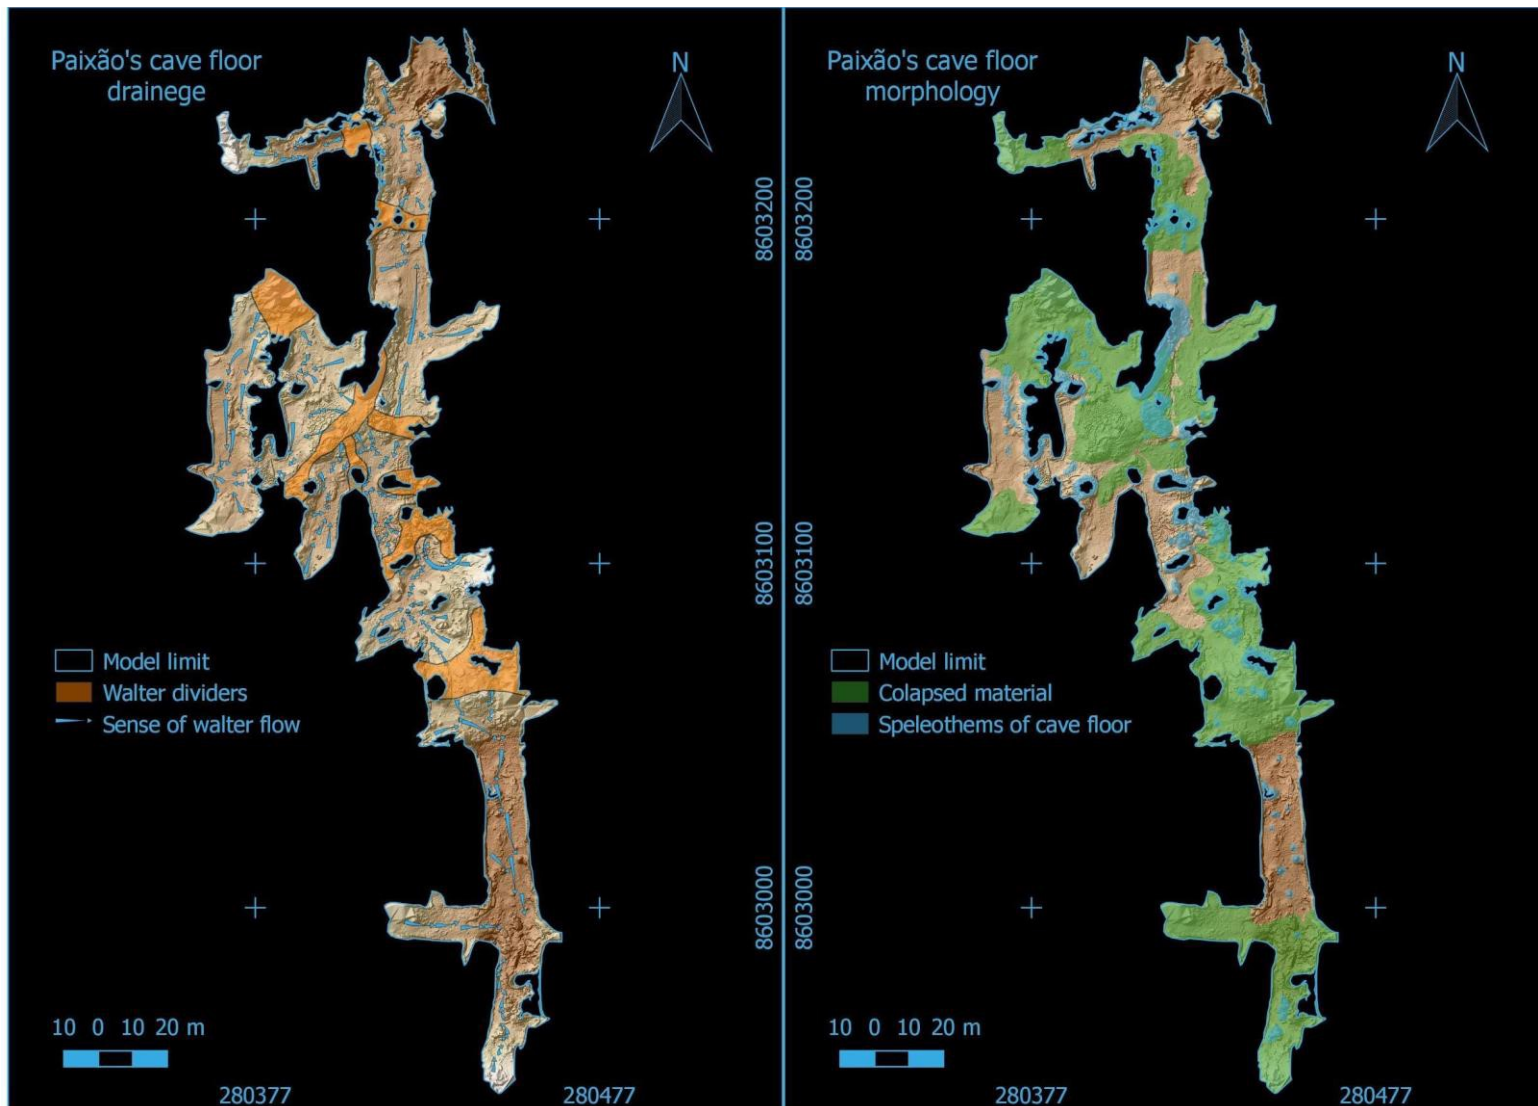 Paixão's cave floor
drainege
N
8603200
8603100
8603000
Model limit
Walter dividers
Sense of walter flow
10 0 10 20 m
280377
280477
Paixão's cave floor
morphology
N
8603200
8603100
8603000
Model limit
Colapsed material
Speleothems of cave floor
10 0 10 20 m
280377
280477